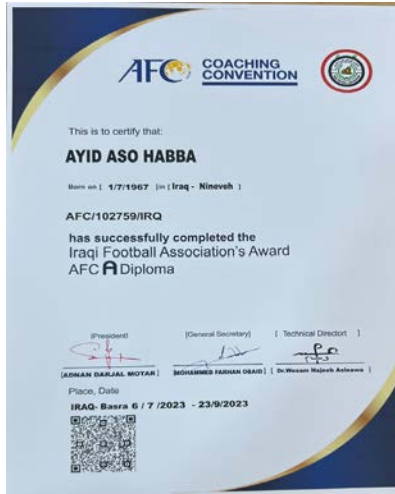 AFC COACHING
CONVENTION
This is to certify that:
AYID ASO HABBA
Born on [ 1/7/1967 ]in [ Iraq - Nineveh ]
AFC/102759/IRQ
has successfully completed the
Iraqi Football Association's Award
AFC A Diploma
[President] [General Secretary] [ Technical Directort ]
[ADNAN DARJAL MOTAR] [MOHAMMED FARHAN OBAID] [ Dr.Wesam Najeeb Asleawa ]
Place, Date
IRAQ- Basra 6 / 7 /2023 - 23/9/2023